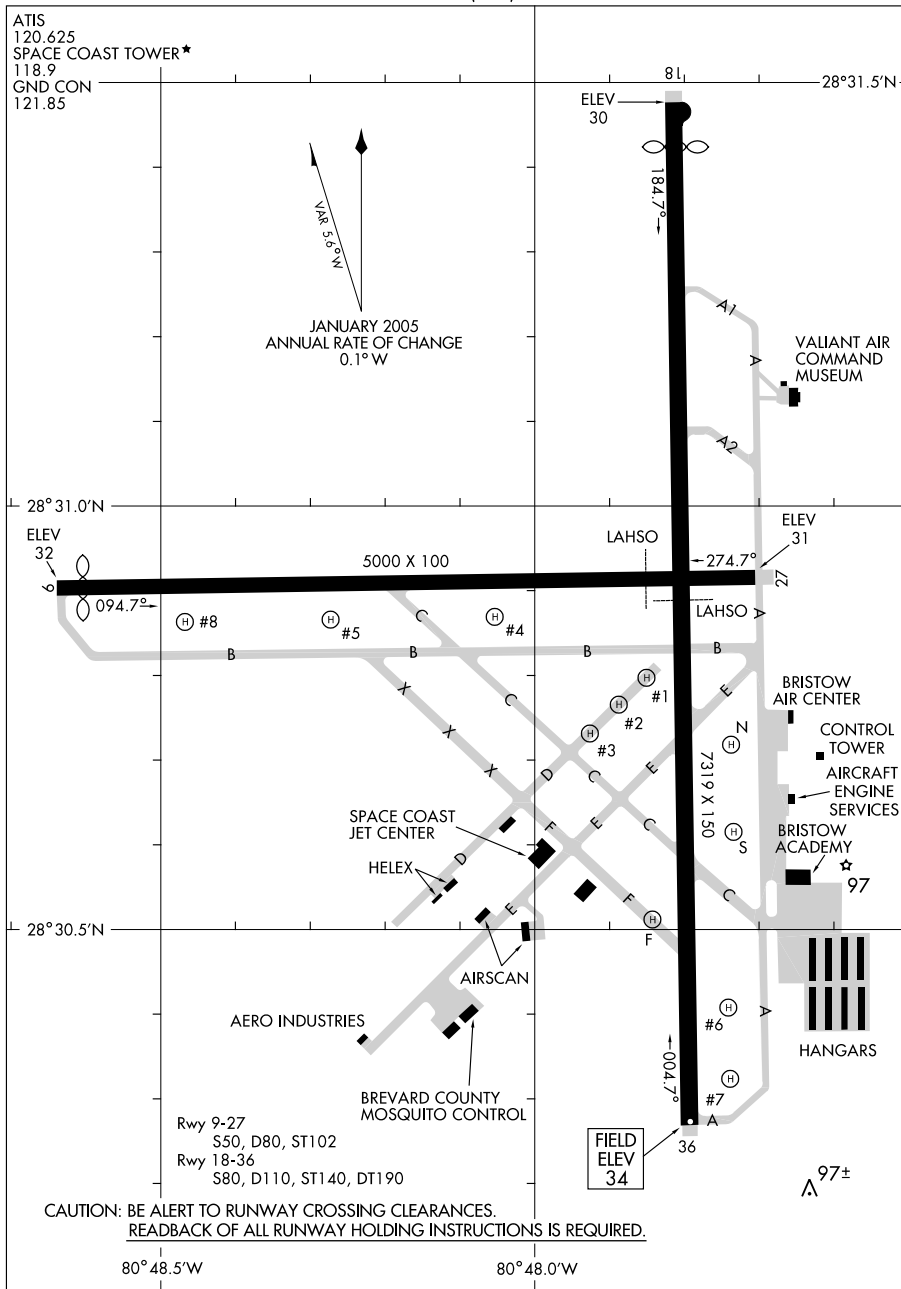 ATIS
120.625
SPACE COAST TOWER★
118.9
GND CON
121.85
18
28°31.5'N
ELEV
30
184.7°
VAR 5.6°W
JANUARY 2005
ANNUAL RATE OF CHANGE
0.1° W
A1
A
VALIANT AIR
COMMAND
MUSEUM
A2
28°31.0'N
ELEV
32
5000 X 100
LAHSO
274.7°
ELEV
31
9
27
094.7°
LAHSO
A
#8
#5
#4
C
B
B
B
B
#1
#2
#3
X
X
X
C
C
C
C
D
D
E
E
E
E
F
F
N
S
F
7319 X 150
BRISTOW
AIR CENTER
CONTROL
TOWER
AIRCRAFT
ENGINE
SERVICES
BRISTOW
ACADEMY
97
SPACE COAST
JET CENTER
HELEX
28°30.5'N
AIRSCAN
AERO INDUSTRIES
#6
A
HANGARS
004.7°
#7
A
BREVARD COUNTY
MOSQUITO CONTROL
Rwy 9-27
S50, D80, ST102
Rwy 18-36
S80, D110, ST140, DT190
FIELD
ELEV
34
36
97±
CAUTION: BE ALERT TO RUNWAY CROSSING CLEARANCES.
READBACK OF ALL RUNWAY HOLDING INSTRUCTIONS IS REQUIRED.
80°48.5'W
80°48.0'W